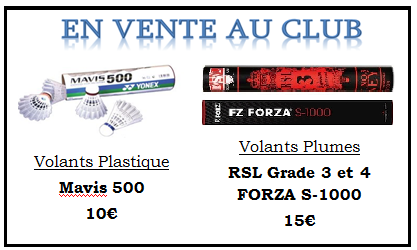 EN VENTE AU CLUB
MAVIS 500
YONEX
RSL 3
FZ FORZA S-1000
Volants Plastique
Mavis 500
10€
Volants Plumes
RSL Grade 3 et 4
FORZA S-1000
15€